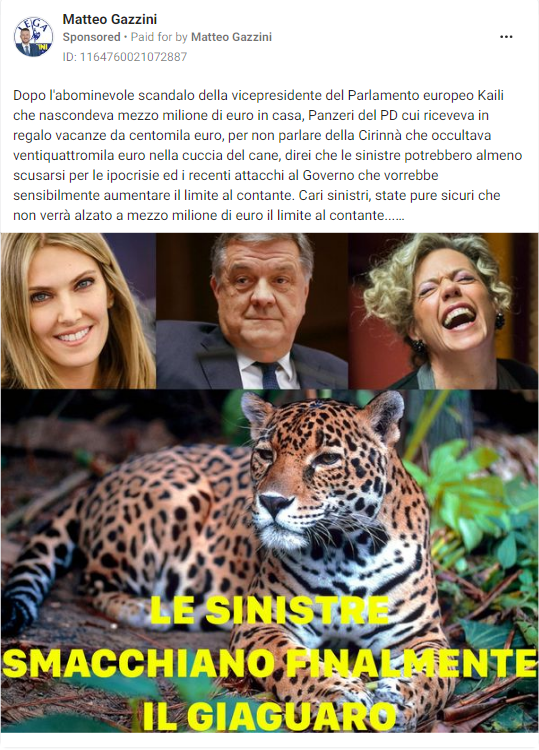 Matteo Gazzini
Sponsored • Paid for by Matteo Gazzini
ID: 1164760021072887
Dopo l'abominevole scandalo della vicepresidente del Parlamento europeo Kaili
che nascondeva mezzo milione di euro in casa, Panzeri del PD cui riceveva in
regalo vacanze da centomila euro, per non parlare della Cirinnà che occultava
ventiquattromila euro nella cuccia del cane, direi che le sinistre potrebbero almeno
scusarsi per le ipocrisie ed i recenti attacchi al Governo che vorrebbe
sensibilmente aumentare il limite al contante. Cari sinistri, state pure sicuri che
non verrà alzato a mezzo milione di euro il limite al contante...…
LE SINISTRE
SMACCHIANO FINALMENTE
IL GIAGUARO